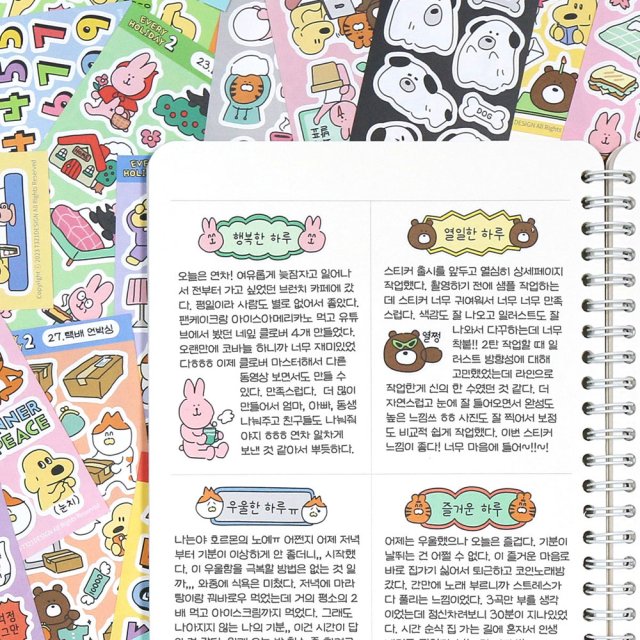 EVERY
HOLIDAY 2
23.
DOG
DESIGN All Rights
Copyright © 2023 T321DESIGN All Rights Reserved
27. 택배 언박싱
INNER
PEACE
(눈치)
행복한 하루
오늘은 연차! 여유롭게 늦잠자고 일어나
서 전부터 가고 싶었던 브런치 카페에 갔
다. 평일이라 사람도 별로 없어서 좋았다.
팬케이크랑 아이스아메리카노 먹고 유튜
브에서 봤던 네잎 클로버 4개 만들었다.
오랜만에 코바늘 하니까 너무 재미있었
다ㅎㅎㅎ 이제 클로버 마스터해서 다른
동영상 보면서도 만들 수
있다. 만족스럽다. 더 많이
만들어서 엄마, 아빠, 동생
나눠주고 친구들도 나눠줘
야지 ㅎㅎㅎ 연차 알차게
보낸 것 같아서 뿌듯하다.
열일한 하루
스티커 출시를 앞두고 열심히 상세페이지
작업했다. 촬영하기 전에 샘플 작업하는
데 스티커 너무 귀여워서 너무 너무 만족
스럽다. 색감도 잘 나오고 일러스트도 잘
나와서 다꾸하는데 너무
착붙!! 2탄 작업할 때 일
러스트 방향성에 대해
고민했었는데 라인으로
작업한게 신의 한 수였던 것 같다. 더
자연스럽고 눈에 잘 들어오면서 완성도
높은 느낌쓰 ㅎㅎ 사진도 잘 찍어서 보정
도 비교적 쉽게 작업했다. 이번 스티커
느낌이 좋다! 너무 마음에 들어~!!~!
열쩡
우울한 하루ㅠ
나는야 호르몬의 노예ㅠ 어쩐지 어제 저녁
부터 기분이 이상하게 안 좋더니,, 시작했
다. 이 우울함을 극복할 방법은 없는 것 일
까,,, 와중에 식욕은 미쳤다. 저녁에 마라
탕이랑 꿔바로우 먹었는데 거의 평소의 2
배 먹고 아이스크림까지 먹었다. 그래도
나아지지 않는 나의 기분,, 이런 시간이 답
즐거운 하루
어제는 우울했으나 오늘은 즐겁다. 기분이
날뛰는 건 어쩔 수 없다. 이 즐거운 마음로
바로 집가기 싫어서 퇴근하고 코인노래방
갔다. 간만에 노래 부르니까 스트레스가
다 풀리는 느낌이었다. 3곡만 부를 생각
이었는데 정신차려보니 30분이 지나있었
다. 시간 순삭 집 가는 길에 혼자서 인생